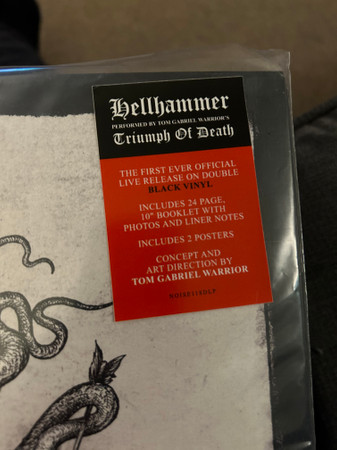 Hellhammer
PERFORMED BY TOM GABRIEL WARRIOR'S
Triumph Of Death
THE FIRST EVER OFFICIAL
LIVE RELEASE ON DOUBLE
BLACK VINYL
INCLUDES 24 PAGE,
10" BOOKLET WITH
PHOTOS AND LINER NOTES
INCLUDES 2 POSTERS
CONCEPT AND
ART DIRECTION BY
TOM GABRIEL WARRIOR
NOISE118DLP